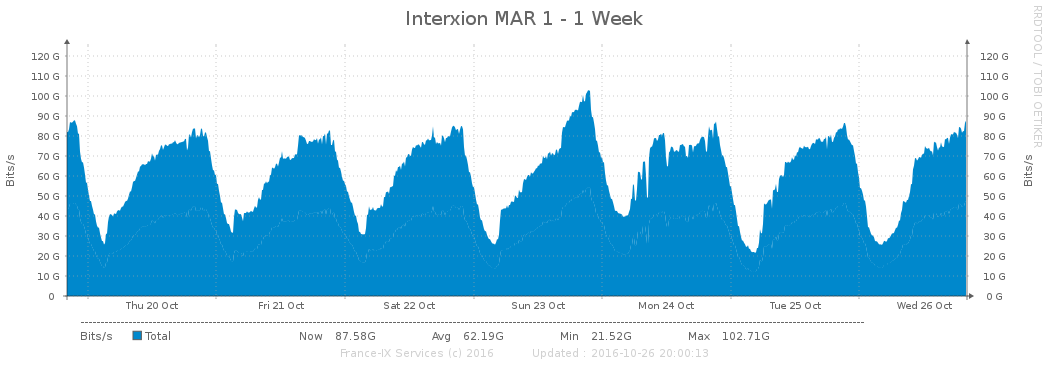 Interxion MAR 1 - 1 Week
RRDTOOL / TOBI OETIKER
Bits/s
120 G 120 G
110 G 110 G
100 G 100 G
90 G 90 G
80 G 80 G
70 G 70 G
60 G 60 G
50 G 50 G
40 G 40 G
30 G 30 G
20 G 20 G
10 G 10 G
0 0 G
Bits/s
Thu 20 Oct Fri 21 Oct Sat 22 Oct Sun 23 Oct Mon 24 Oct Tue 25 Oct Wed 26 Oct
Bits/s Total Now 87.58G Avg 62.19G Min 21.52G Max 102.71G
France-IX Services (c) 2016 Updated : 2016-10-26 20:00:13